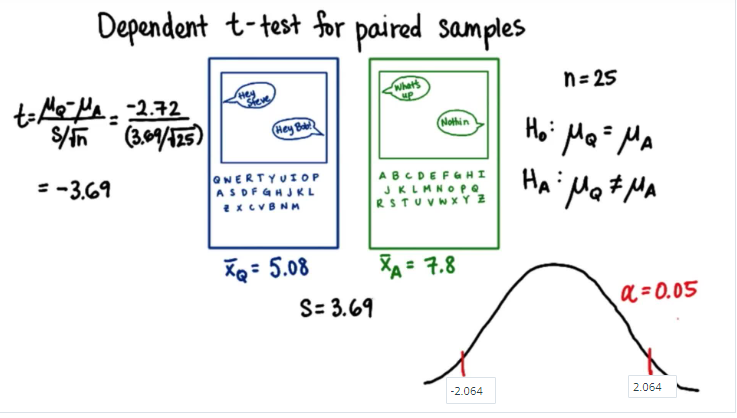 Dependent t-test for paired samples
t = μQ-μA / S/√n = -2.72 / (3.69/√25)
= -3.69
Hey Steve
Hey Bob!
QWERTYUIOP
ASDFGHJKL
ZXCVBNM
x̄Q = 5.08
What's up
Nothin
ABCDEFGHI
JKLMNOPQ
RSTUVWXYZ
x̄A = 7.8
S = 3.69
n = 25
H₀: μQ = μA
HA: μQ ≠ μA
α = 0.05
-2.064
2.064